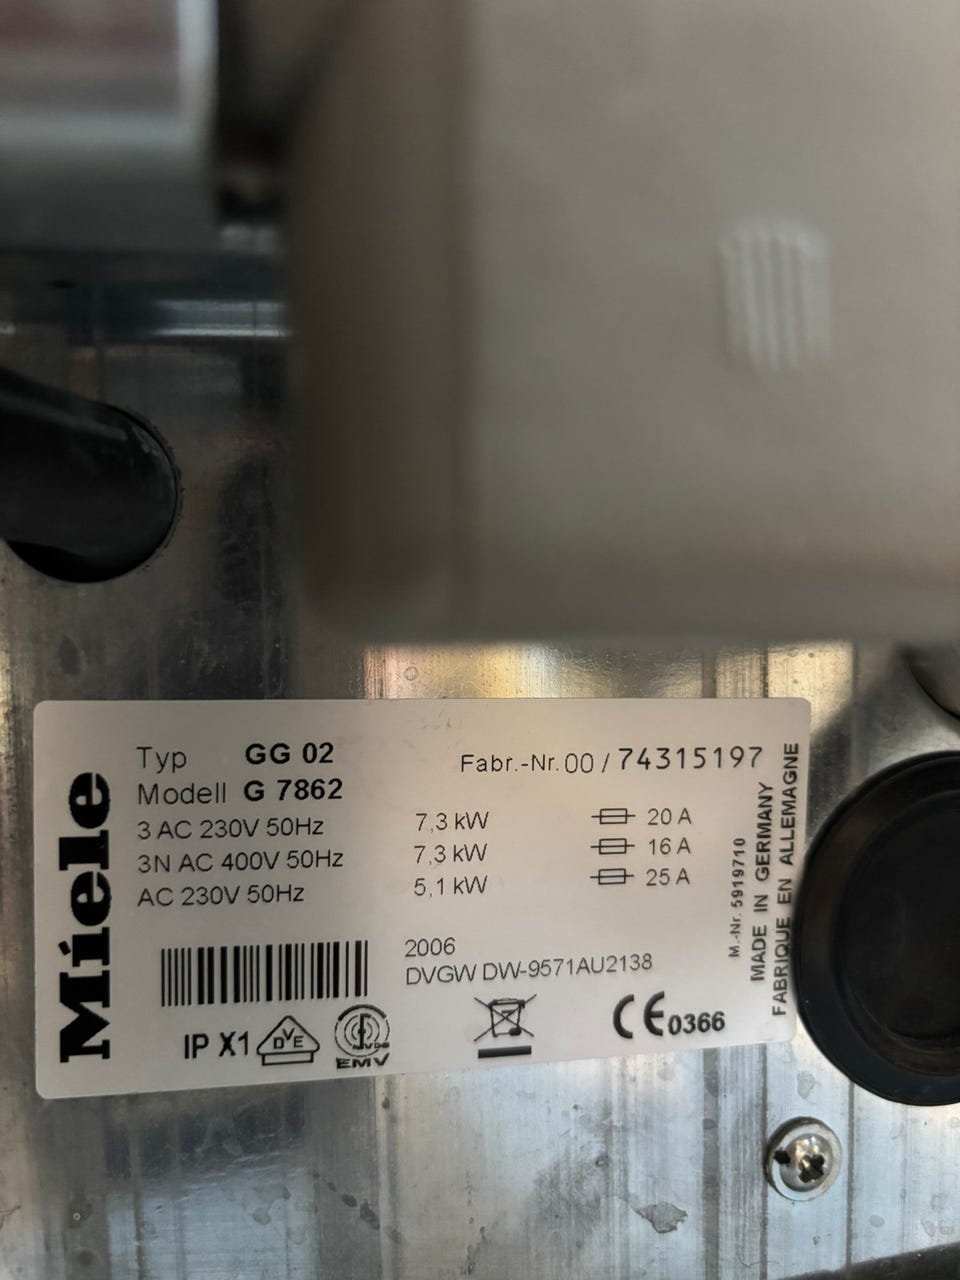 Miele
Typ GG 02
Modell G 7862
Fabr.-Nr. 00 / 74315197
3 AC 230V 50Hz 7,3 kW 20 A
3N AC 400V 50Hz 7,3 kW 16 A
AC 230V 50Hz 5,1 kW 25 A
2006
DVGW DW-9571AU2138
IP X1
DVE
EMV
CE 0366
M.-Nr. 5919710
MADE IN GERMANY
FABRIQUE EN ALLEMAGNE